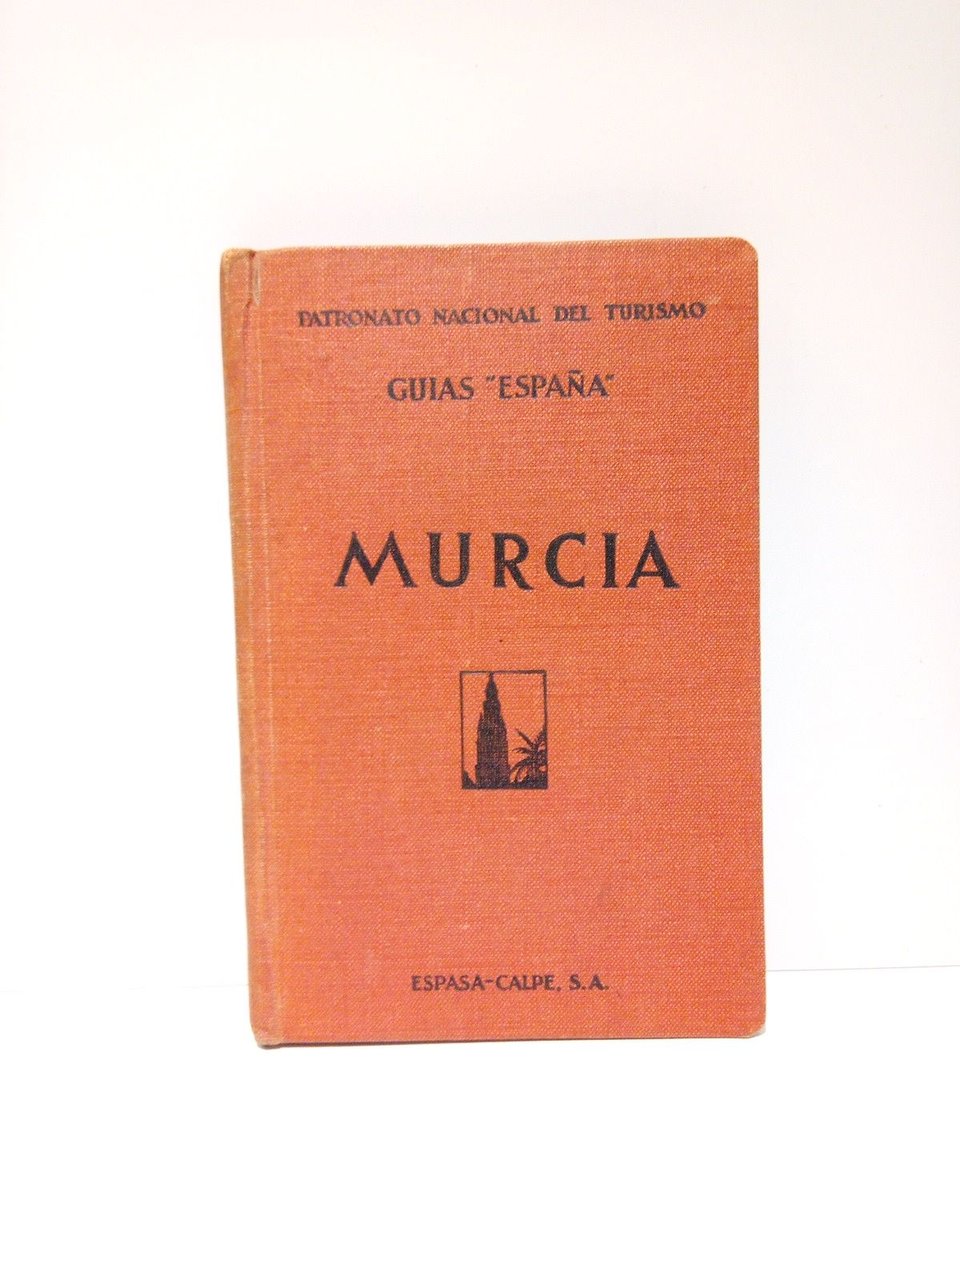 PATRONATO NACIONAL DEL TURISMO
GUIAS "ESPAÑA"
MURCIA
ESPASA-CALPE, S.A.